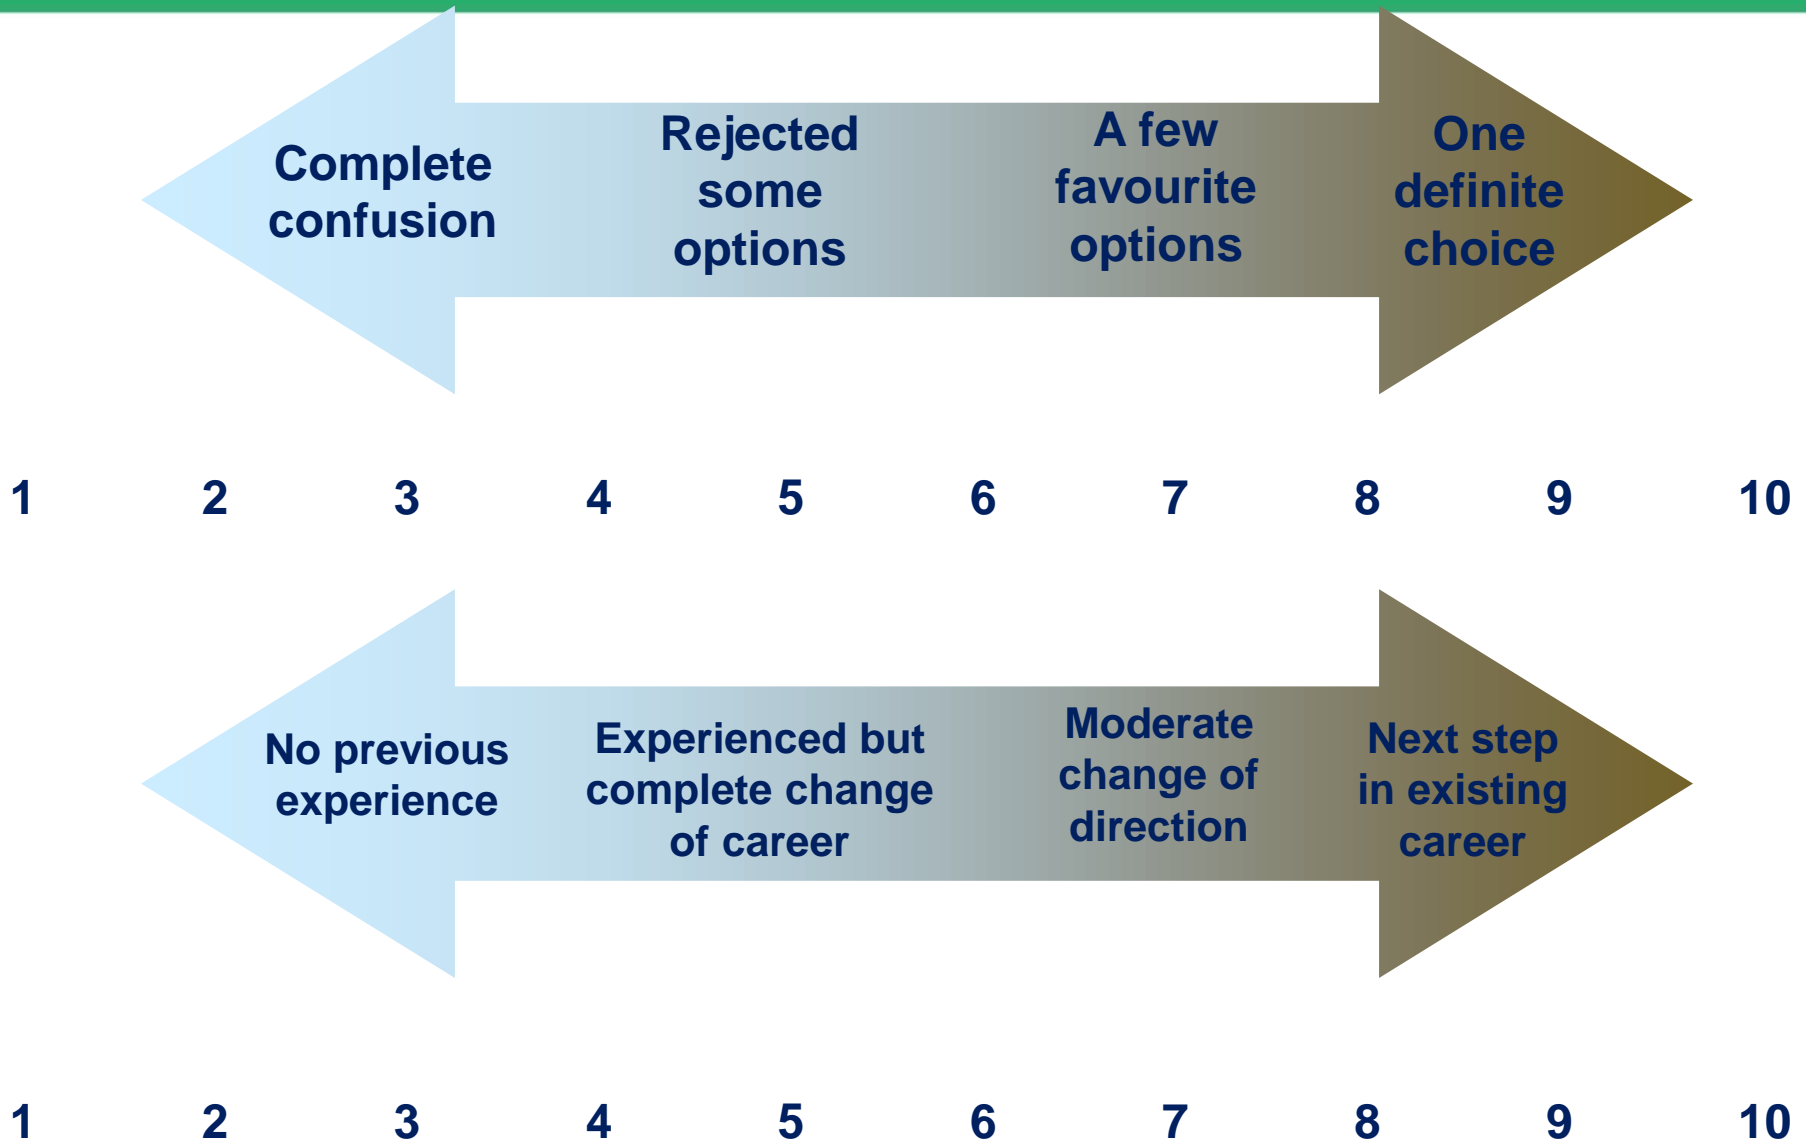 Complete
confusion
Rejected
some
options
A few
favourite
options
One
definite
choice
1 2 3 4 5 6 7 8 9 10
No previous
experience
Experienced but
complete change
of career
Moderate
change of
direction
Next step
in existing
career
1 2 3 4 5 6 7 8 9 10